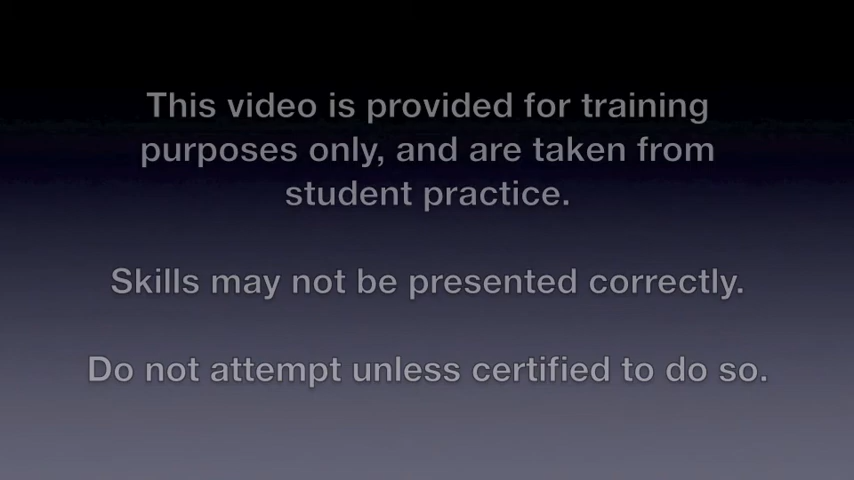 This video is provided for training
purposes only, and are taken from
student practice.
Skills may not be presented correctly.
Do not attempt unless certified to do so.